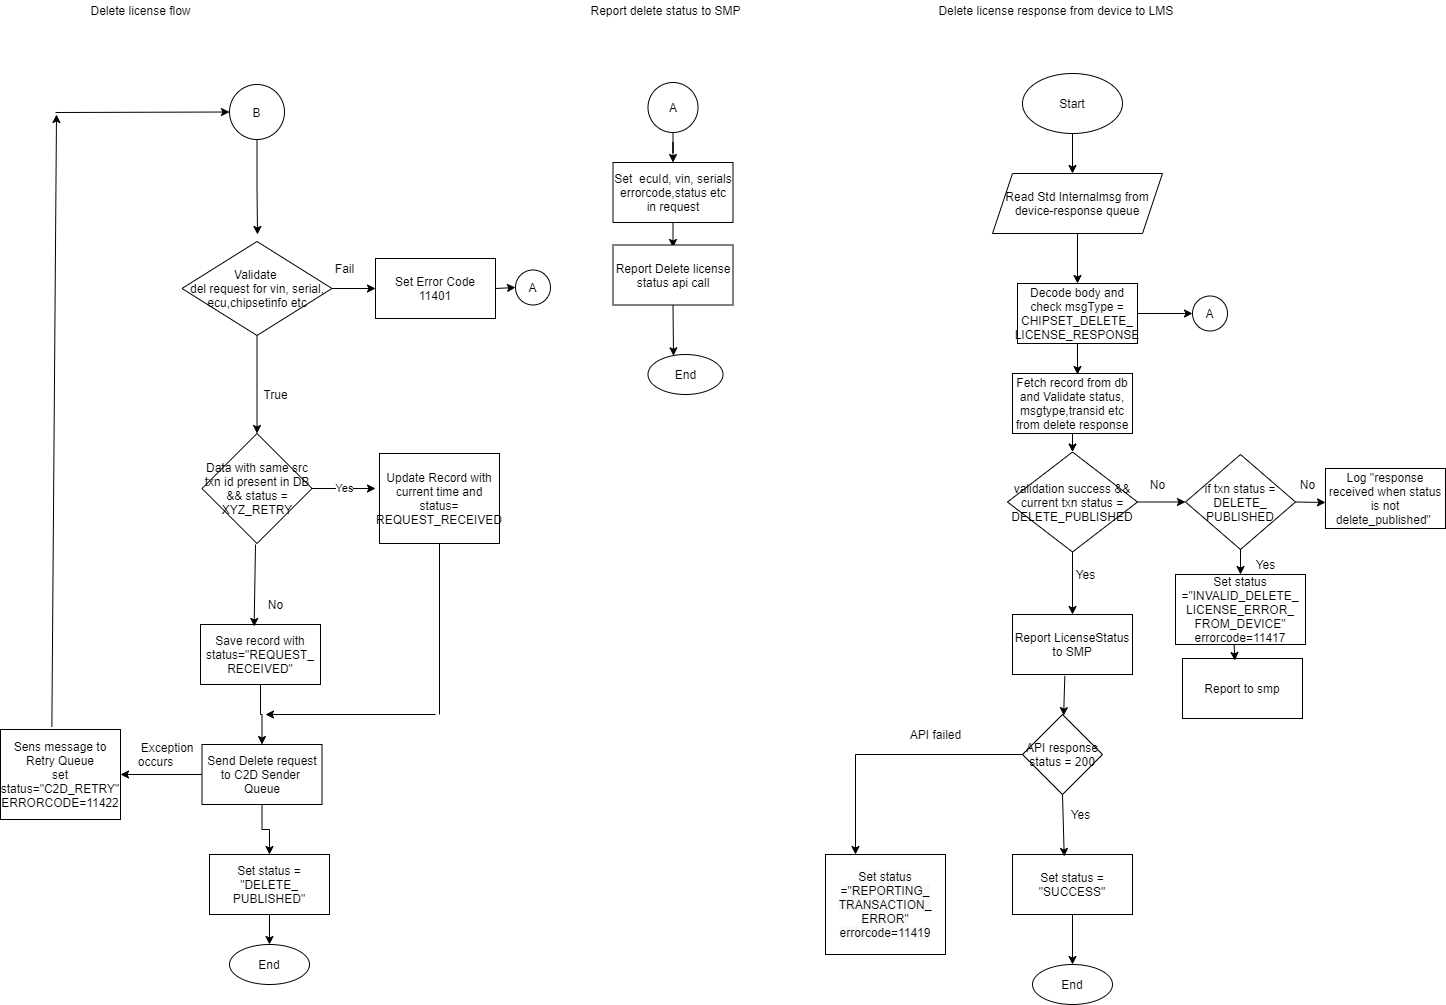 Delete license flow
B
Validate
del request for vin, serial,
ecu,chipsetinfo etc
Fail
Set Error Code
11401
A
True
Data with same src
txn id present in DB
&& status =
XYZ_RETRY
Yes
Update Record with
current time and
status=
REQUEST_RECEIVED
No
Save record with
status="REQUEST_
RECEIVED"
Send Delete request
to C2D Sender
Queue
Exception
occurs
Sens message to
Retry Queue
set
status="C2D_RETRY"
ERRORCODE=11422
Set status =
"DELETE_
PUBLISHED"
End
Report delete status to SMP
A
Set  ecuId, vin, serials
errorcode,status etc
in request
Report Delete license
status api call
End
Delete license response from device to LMS
Start
Read Std Internalmsg from
device-response queue
Decode body and
check msgType =
CHIPSET_DELETE_
LICENSE_RESPONSE
A
Fetch record from db
and Validate status,
msgtype,transid etc
from delete response
validation success &&
current txn status =
DELETE_PUBLISHED
No
if txn status =
DELETE_
PUBLISHED
No
Log "response
received when status
is not
delete_published"
Yes
Set status
="INVALID_DELETE_
LICENSE_ERROR_
FROM_DEVICE"
errorcode=11417
Report to smp
Yes
Report LicenseStatus
to SMP
API response
status = 200
API failed
Set status
="REPORTING_
TRANSACTION_
ERROR"
errorcode=11419
Yes
Set status =
"SUCCESS"
End